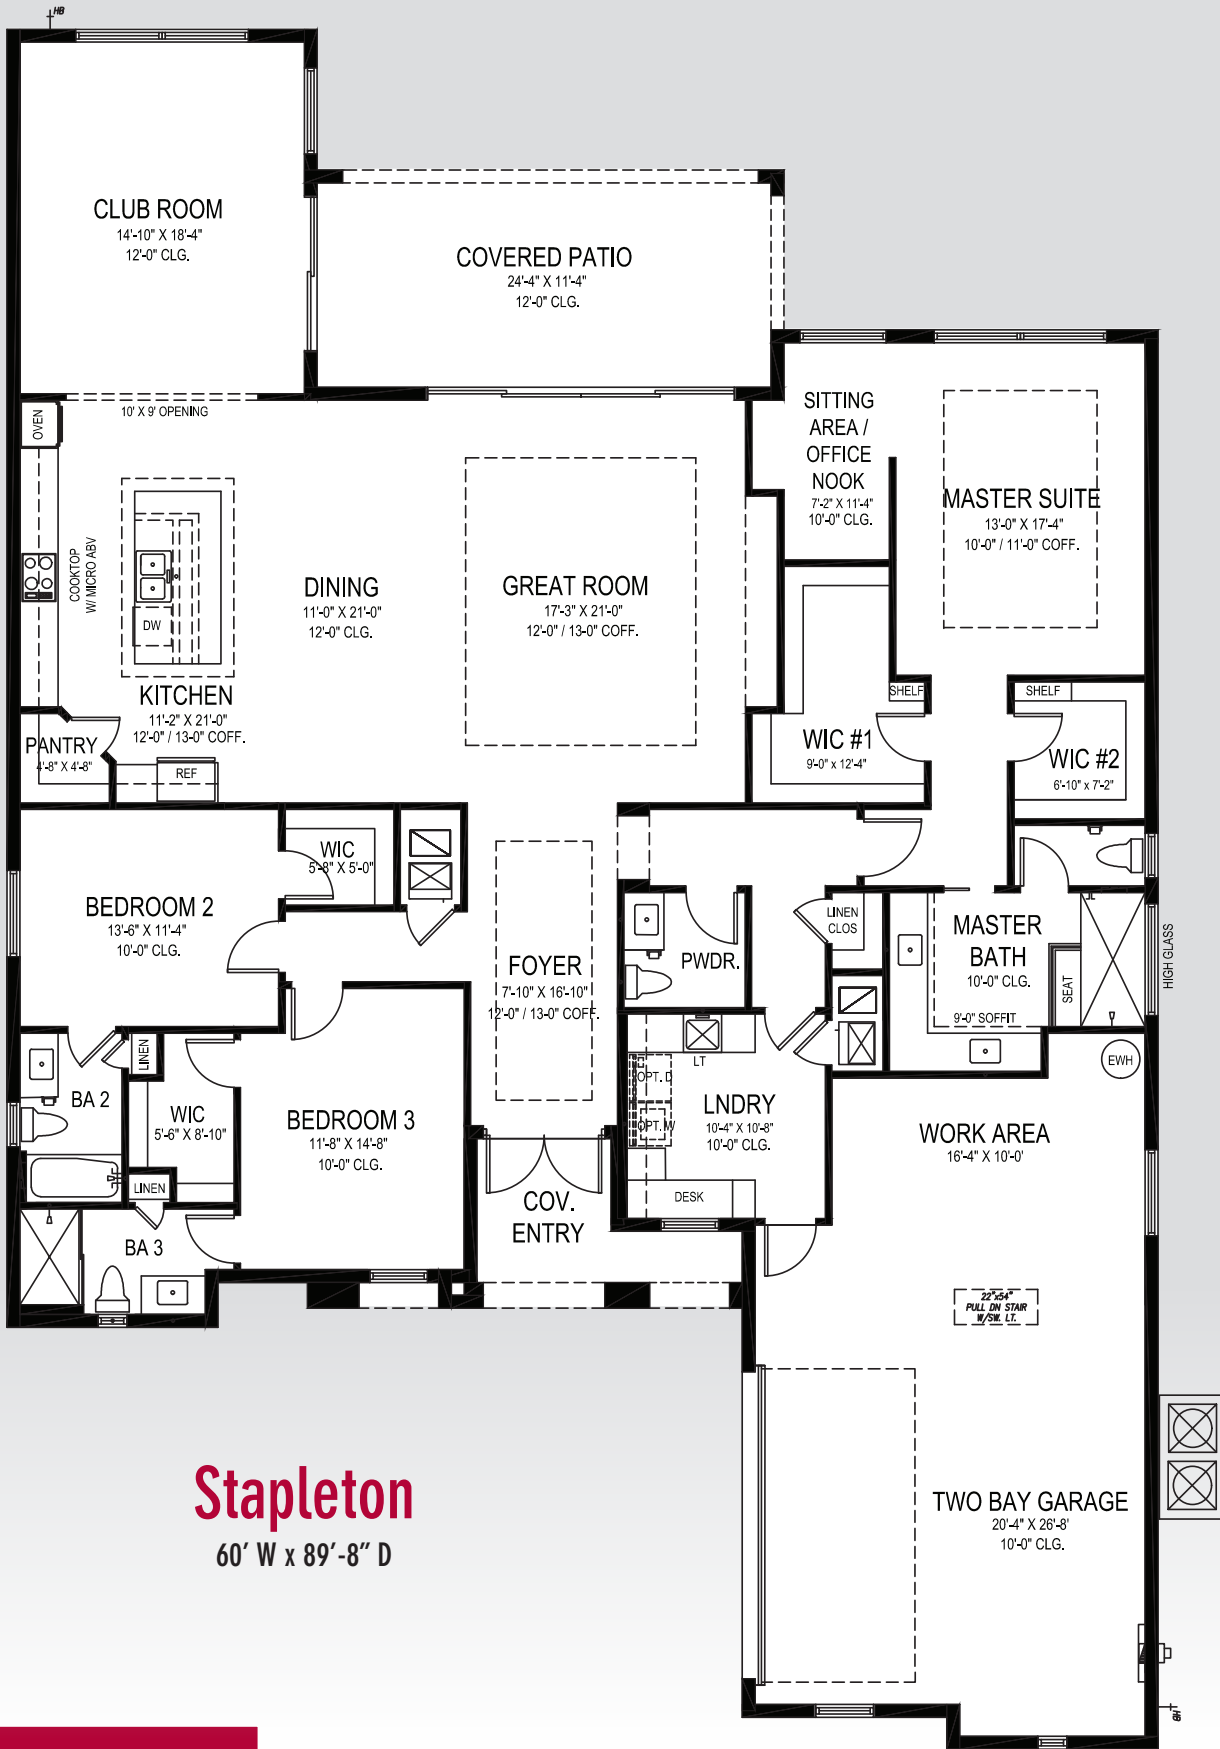 HB
CLUB ROOM
14'-10" X 18'-4"
12'-0" CLG.
COVERED PATIO
24'-4" X 11'-4"
12'-0" CLG.
10' X 9' OPENING
OVEN
COOKTOP
W/ MICRO ABV
DW
KITCHEN
11'-2" X 21'-0"
12'-0" / 13-0" COFF.
DINING
11'-0" X 21'-0"
12'-0" CLG.
GREAT ROOM
17'-3" X 21'-0"
12'-0" / 13-0" COFF.
SITTING
AREA /
OFFICE
NOOK
7'-2" X 11'-4"
10'-0" CLG.
MASTER SUITE
13'-0" X 17'-4"
10'-0" / 11'-0" COFF.
PANTRY
4'-8" X 4'-8"
REF
SHELF
WIC #1
9'-0" x 12'-4"
SHELF
WIC #2
6'-10" x 7'-2"
WIC
5'-8" X 5'-0"
BEDROOM 2
13'-6" X 11'-4"
10'-0" CLG.
FOYER
7'-10" X 16'-10"
12'-0" / 13-0" COFF.
PWDR.
LINEN
CLOS
MASTER
BATH
10'-0" CLG.
9'-0" SOFFIT
SEAT
HIGH GLASS
EWH
LINEN
BA 2
WIC
5'-6" X 8'-10"
LINEN
BEDROOM 3
11'-8" X 14'-8"
10'-0" CLG.
LT
OPT. D
OPT. W
LNDRY
10'-4" X 10'-8"
10'-0" CLG.
DESK
WORK AREA
16'-4" X 10'-0'
COV.
ENTRY
BA 3
22"x54"
PULL DN STAIR
W/SW. LT.
Stapleton
60' W x 89'-8" D
TWO BAY GARAGE
20'-4" X 26'-8'
10'-0" CLG.
HB